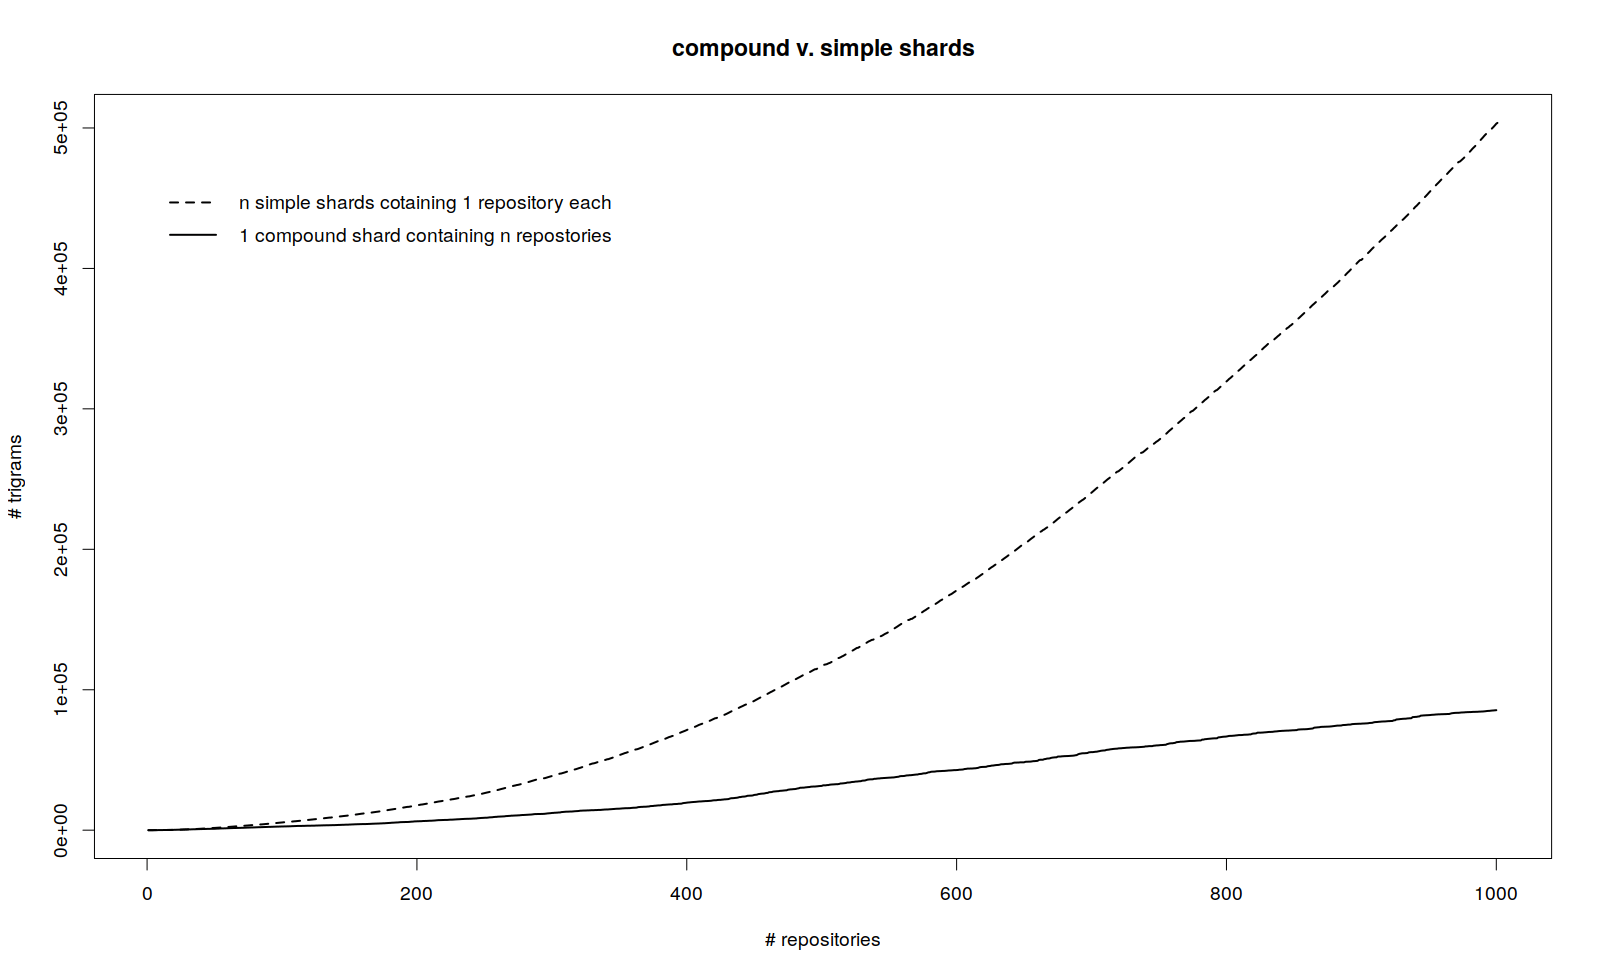 compound v. simple shards
n simple shards cotaining 1 repository each
1 compound shard containing n repostories
# trigrams
5e+05
4e+05
3e+05
2e+05
1e+05
0e+00
0 200 400 600 800 1000
# repositories